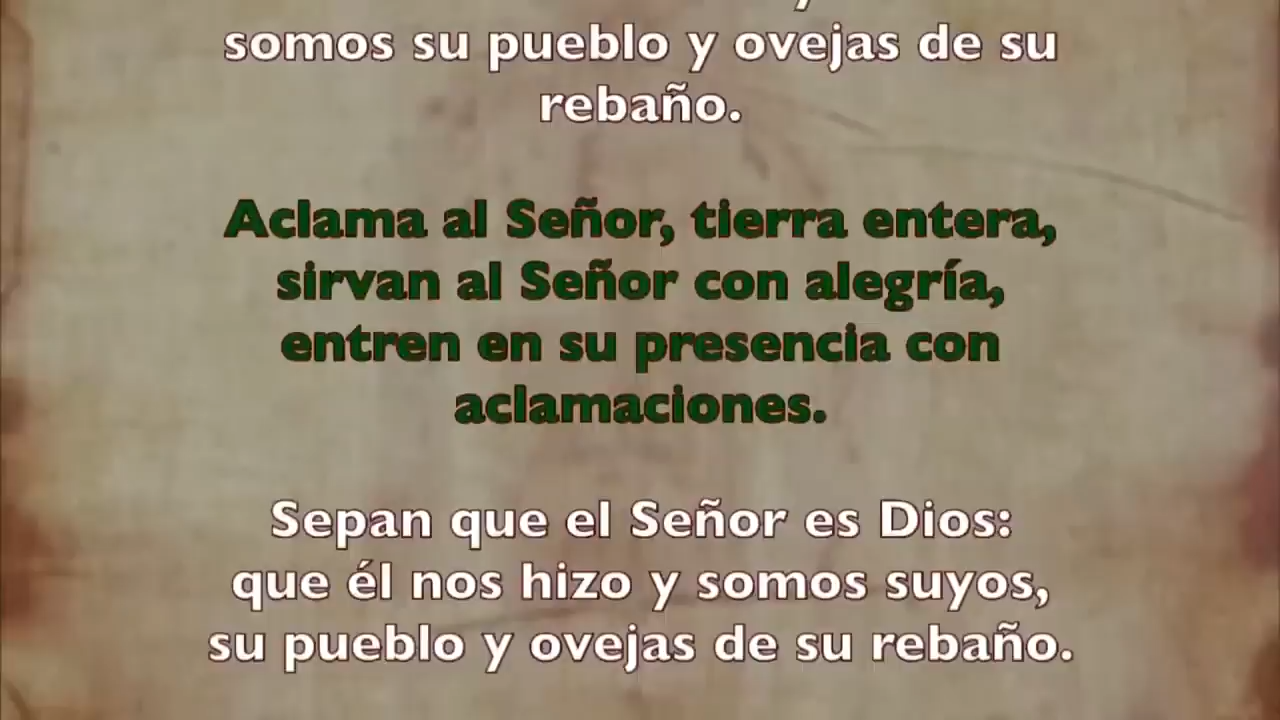 somos su pueblo y ovejas de su
rebaño.
Aclama al Señor, tierra entera,
sirvan al Señor con alegría,
entren en su presencia con
aclamaciones.
Sepan que el Señor es Dios:
que él nos hizo y somos suyos,
su pueblo y ovejas de su rebaño.